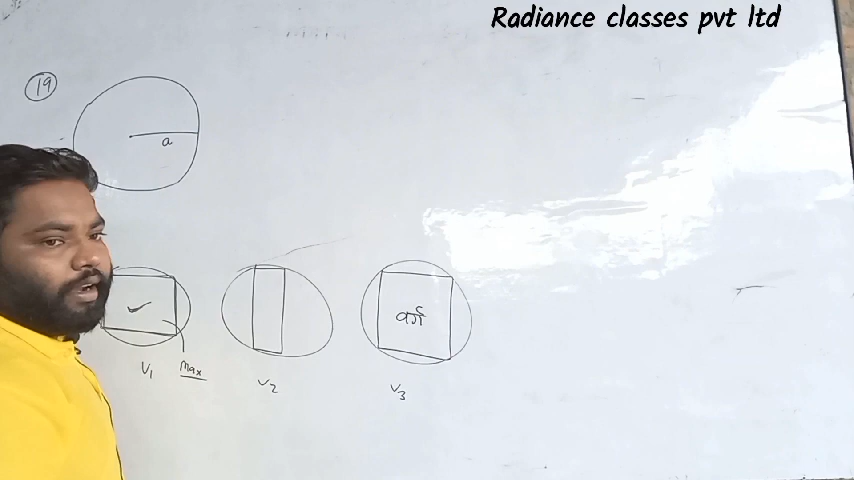 Radiance classes pvt ltd
19
a
वर्ग
V1 Max
V2
V3